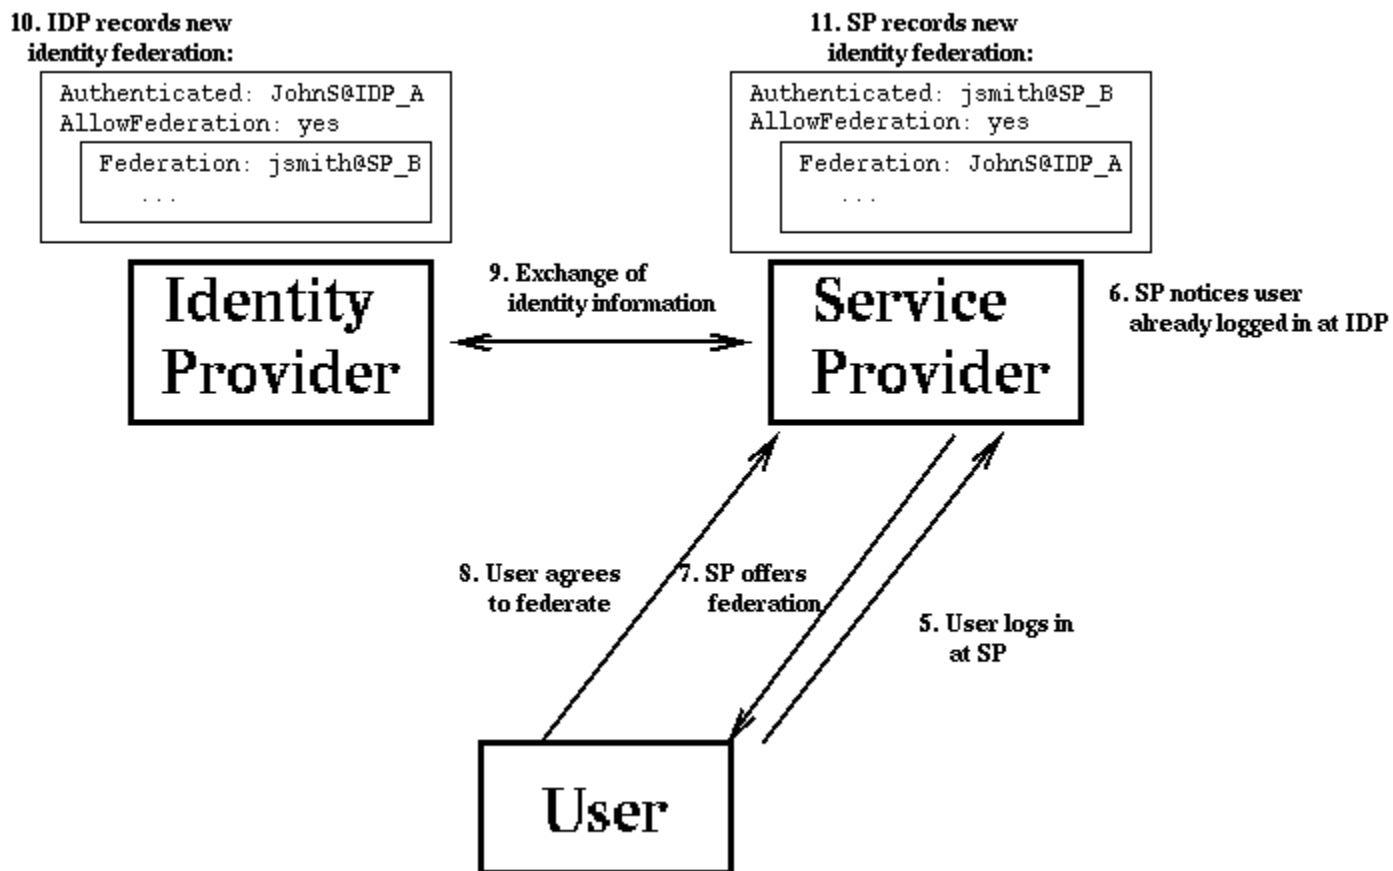 10. IDP records new
identity federation:
Authenticated: JohnS@IDP_A
AllowFederation: yes
Federation: jsmith@SP_B
...
11. SP records new
identity federation:
Authenticated: jsmith@SP_B
AllowFederation: yes
Federation: JohnS@IDP_A
...
Identity
Provider
9. Exchange of
identity information
Service
Provider
6. SP notices user
already logged in at IDP
8. User agrees
to federate
7. SP offers
federation
5. User logs in
at SP
User